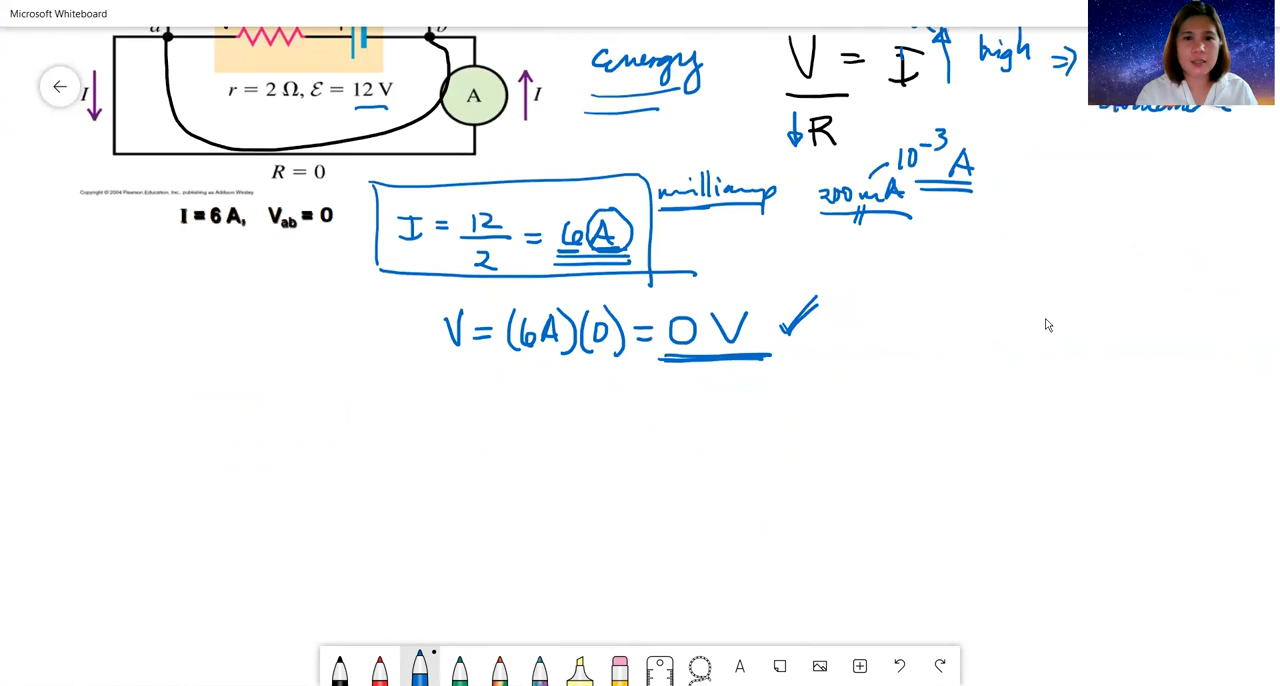 Microsoft Whiteboard
a
b
I
r = 2 Ω, Ɛ = 12 V
A
I
R = 0
Copyright © 2004 Pearson Education, Inc., publishing as Addison Wesley
I = 6 A, Vab = 0
Energy
V = I high ⇒
R
milliamp
200 mA
10⁻³ A
I = 12/2 = 6A
V = (6A)(0) = 0 V ✓
A